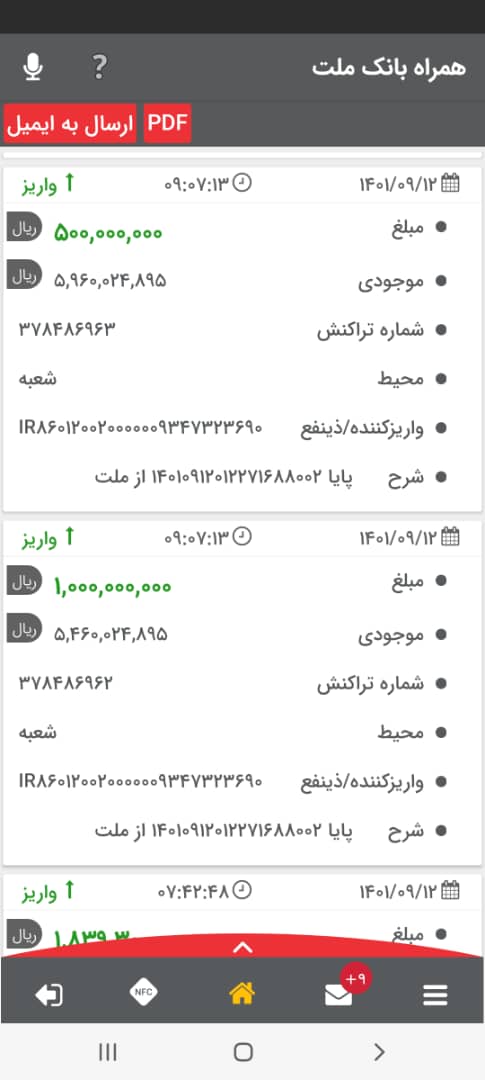 همراه بانک ملت
?
PDF ارسال به ایمیل
۱۴۰۱/۰۹/۱۲ ۰۹:۰۷:۱۳ واریز
مبلغ ۵۰۰,۰۰۰,۰۰۰ ریال
موجودی ۵,۹۶۰,۰۲۴,۸۹۵ ریال
شماره تراکنش ۳۷۸۴۸۶۹۶۳
محیط شعبه
واریزکننده/ذینفع IR۸۶۰۱۲۰۰۲۰۰۰۰۰۰۹۳۴۷۳۲۳۶۹۰
شرح پایا ۱۴۰۱۰۹۱۲۰۱۲۲۷۱۶۸۸۰۰۲ از ملت
۱۴۰۱/۰۹/۱۲ ۰۹:۰۷:۱۳ واریز
مبلغ ۱,۰۰۰,۰۰۰,۰۰۰ ریال
موجودی ۵,۴۶۰,۰۲۴,۸۹۵ ریال
شماره تراکنش ۳۷۸۴۸۶۹۶۲
محیط شعبه
واریزکننده/ذینفع IR۸۶۰۱۲۰۰۲۰۰۰۰۰۰۹۳۴۷۳۲۳۶۹۰
شرح پایا ۱۴۰۱۰۹۱۲۰۱۲۲۷۱۶۸۸۰۰۲ از ملت
۱۴۰۱/۰۹/۱۲ ۰۷:۴۲:۴۸ واریز
مبلغ ریال
+۹
NFC